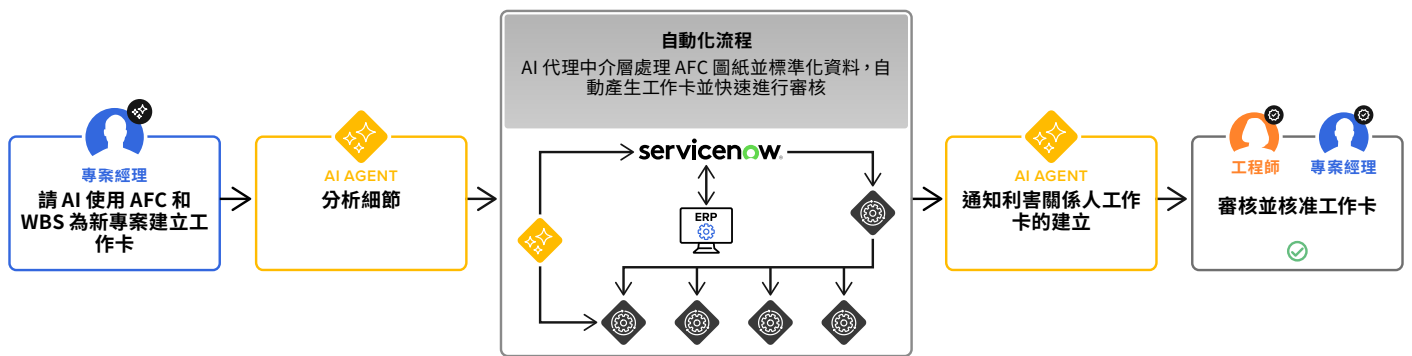 專案經理
請 AI 使用 AFC 和
WBS 為新專案建立工
作卡
AI AGENT
分析細節
自動化流程
AI 代理中介層處理 AFC 圖紙並標準化資料，自
動產生工作卡並快速進行審核
servicenow.
ERP
AI AGENT
通知利害關係人工作
卡的建立
工程師
專案經理
審核並核准工作卡